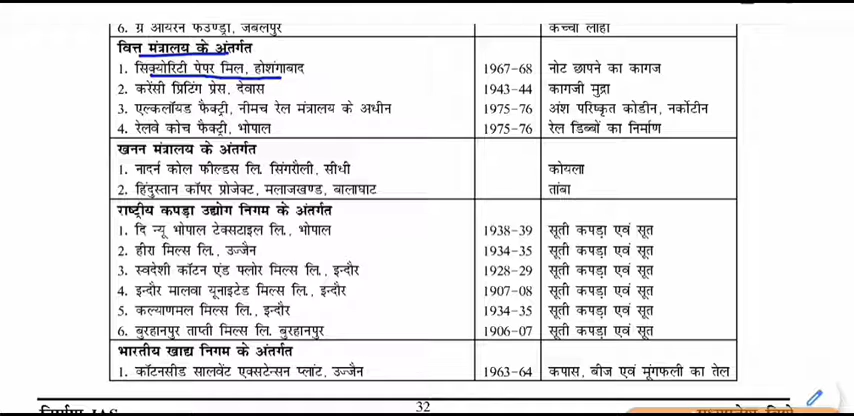 6. ग्रे आयरन फउण्ड्री, जबलपुर कच्चा लोहा
वित्त मंत्रालय के अंतर्गत
1. सिक्योरिटी पेपर मिल, होशंगाबाद 1967-68 नोट छापने का कागज
2. करेंसी प्रिटिंग प्रेस, देवास 1943-44 कागजी मुद्रा
3. एल्कलॉयड फैक्ट्री, नीमच रेल मंत्रालय के अधीन 1975-76 अंश परिष्कृत कोडीन, नर्कोटीन
4. रेलवे कोच फैक्ट्री, भोपाल 1975-76 रेल डिब्बों का निर्माण
खनन मंत्रालय के अंतर्गत
1. नादर्न कोल फील्डस लि. सिंगरौली, सीधी कोयला
2. हिंदुस्तान कॉपर प्रोजेक्ट, मलाजखण्ड, बालाघाट तांबा
राष्ट्रीय कपड़ा उद्योग निगम के अंतर्गत
1. दि न्यू भोपाल टेक्सटाइल लि., भोपाल 1938-39 सूती कपड़ा एवं सूत
2. हीरा मिल्स लि., उज्जैन 1934-35 सूती कपड़ा एवं सूत
3. स्वदेशी कॉटन एंड फ्लोर मिल्स लि., इन्दौर 1928-29 सूती कपड़ा एवं सूत
4. इन्दौर मालवा यूनाइटेड मिल्स लि., इन्दौर 1907-08 सूती कपड़ा एवं सूत
5. कल्याणमल मिल्स लि., इन्दौर 1934-35 सूती कपड़ा एवं सूत
6. बुरहानपुर ताप्ती मिल्स लि. बुरहानपुर 1906-07 सूती कपड़ा एवं सूत
भारतीय खाद्य निगम के अंतर्गत
1. कॉटनसीड सालवेंट एक्सटेन्सन प्लांट, उज्जैन 1963-64 कपास, बीज एवं मूंगफली का तेल
32
निर्माण IAS